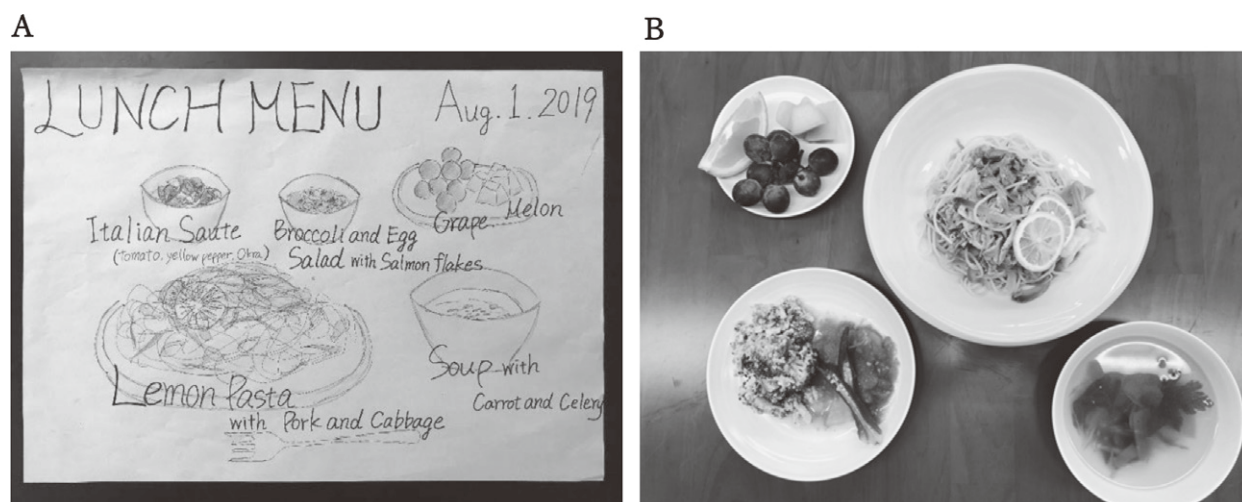 A
B
LUNCH MENU
Aug. 1. 2019
Italian Saute
(tomato, yellow pepper, Okra)
Broccoli and Egg
Salad with Salmon flakes
Grape
Melon
Lemon Pasta
with Pork and Cabbage
Soup with
Carrot and Celery